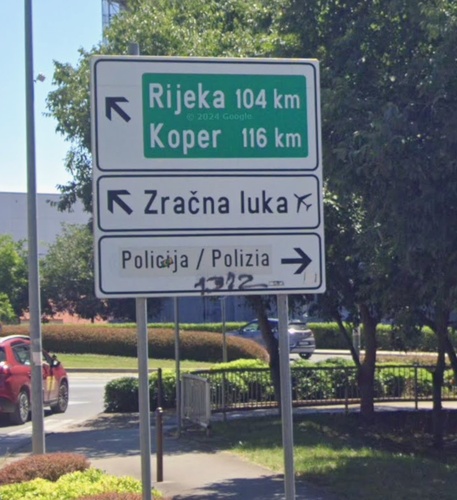 Rijeka 104 km
© 2024 Google
Koper 116 km
Zračna luka
Policija / Polizia